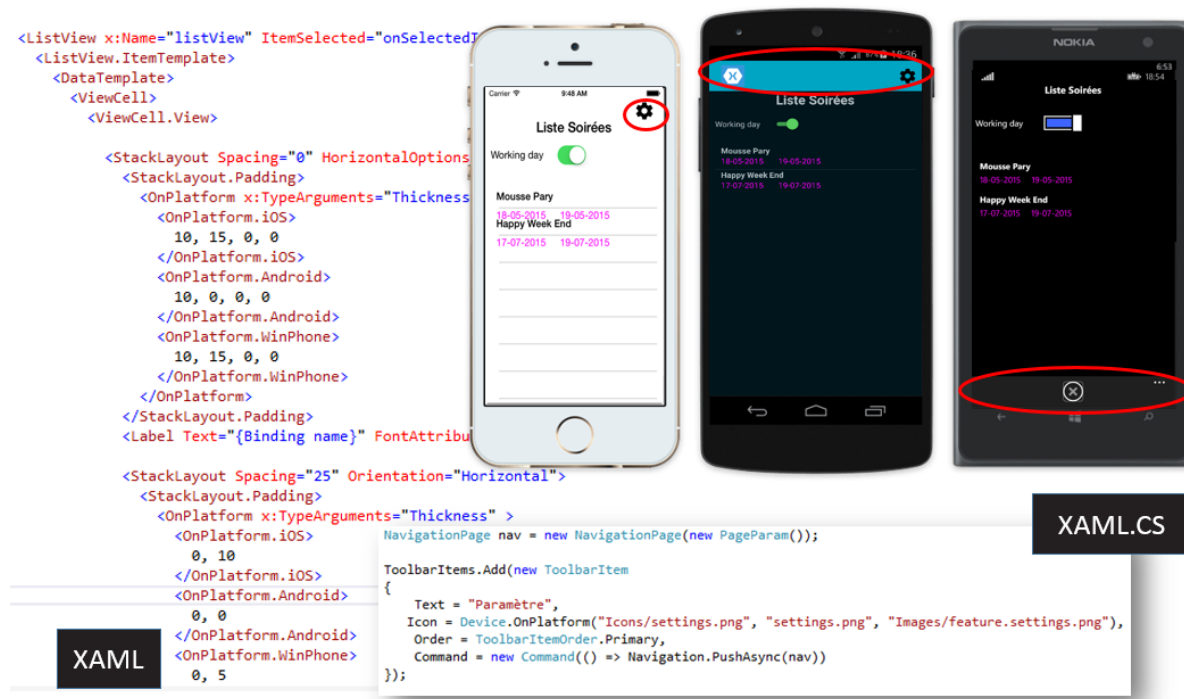 <ListView x:Name="listView" ItemSelected="onSelectedI
<ListView.ItemTemplate>
<DataTemplate>
<ViewCell>
<ViewCell.View>
<StackLayout Spacing="0" HorizontalOptions
<StackLayout.Padding>
<OnPlatform x:TypeArguments="Thickness
<OnPlatform.iOS>
10, 15, 0, 0
</OnPlatform.iOS>
<OnPlatform.Android>
10, 0, 0, 0
</OnPlatform.Android>
<OnPlatform.WinPhone>
10, 15, 0, 0
</OnPlatform.WinPhone>
</OnPlatform>
</StackLayout.Padding>
<Label Text="{Binding name}" FontAttribu
<StackLayout Spacing="25" Orientation="Horizontal">
<StackLayout.Padding>
<OnPlatform x:TypeArguments="Thickness" >
<OnPlatform.iOS>
0, 10
</OnPlatform.iOS>
<OnPlatform.Android>
0, 0
</OnPlatform.Android>
<OnPlatform.WinPhone>
0, 5
XAML
Carrier 9:48 AM
Liste Soirées
Working day
Mousse Pary
18-05-2015 19-05-2015
Happy Week End
17-07-2015 19-07-2015
18:36
Liste Soirées
Working day
Mousse Pary
18-05-2015 19-05-2015
Happy Week End
17-07-2015 19-07-2015
NOKIA
6:53
18:54
Liste Soirées
Working day
Mousse Pary
18-05-2015 19-05-2015
Happy Week End
17-07-2015 19-07-2015
...
XAML.CS
NavigationPage nav = new NavigationPage(new PageParam());
ToolbarItems.Add(new ToolbarItem
{
Text = "Paramètre",
Icon = Device.OnPlatform("Icons/settings.png", "settings.png", "Images/feature.settings.png"),
Order = ToolbarItemOrder.Primary,
Command = new Command(() => Navigation.PushAsync(nav))
});